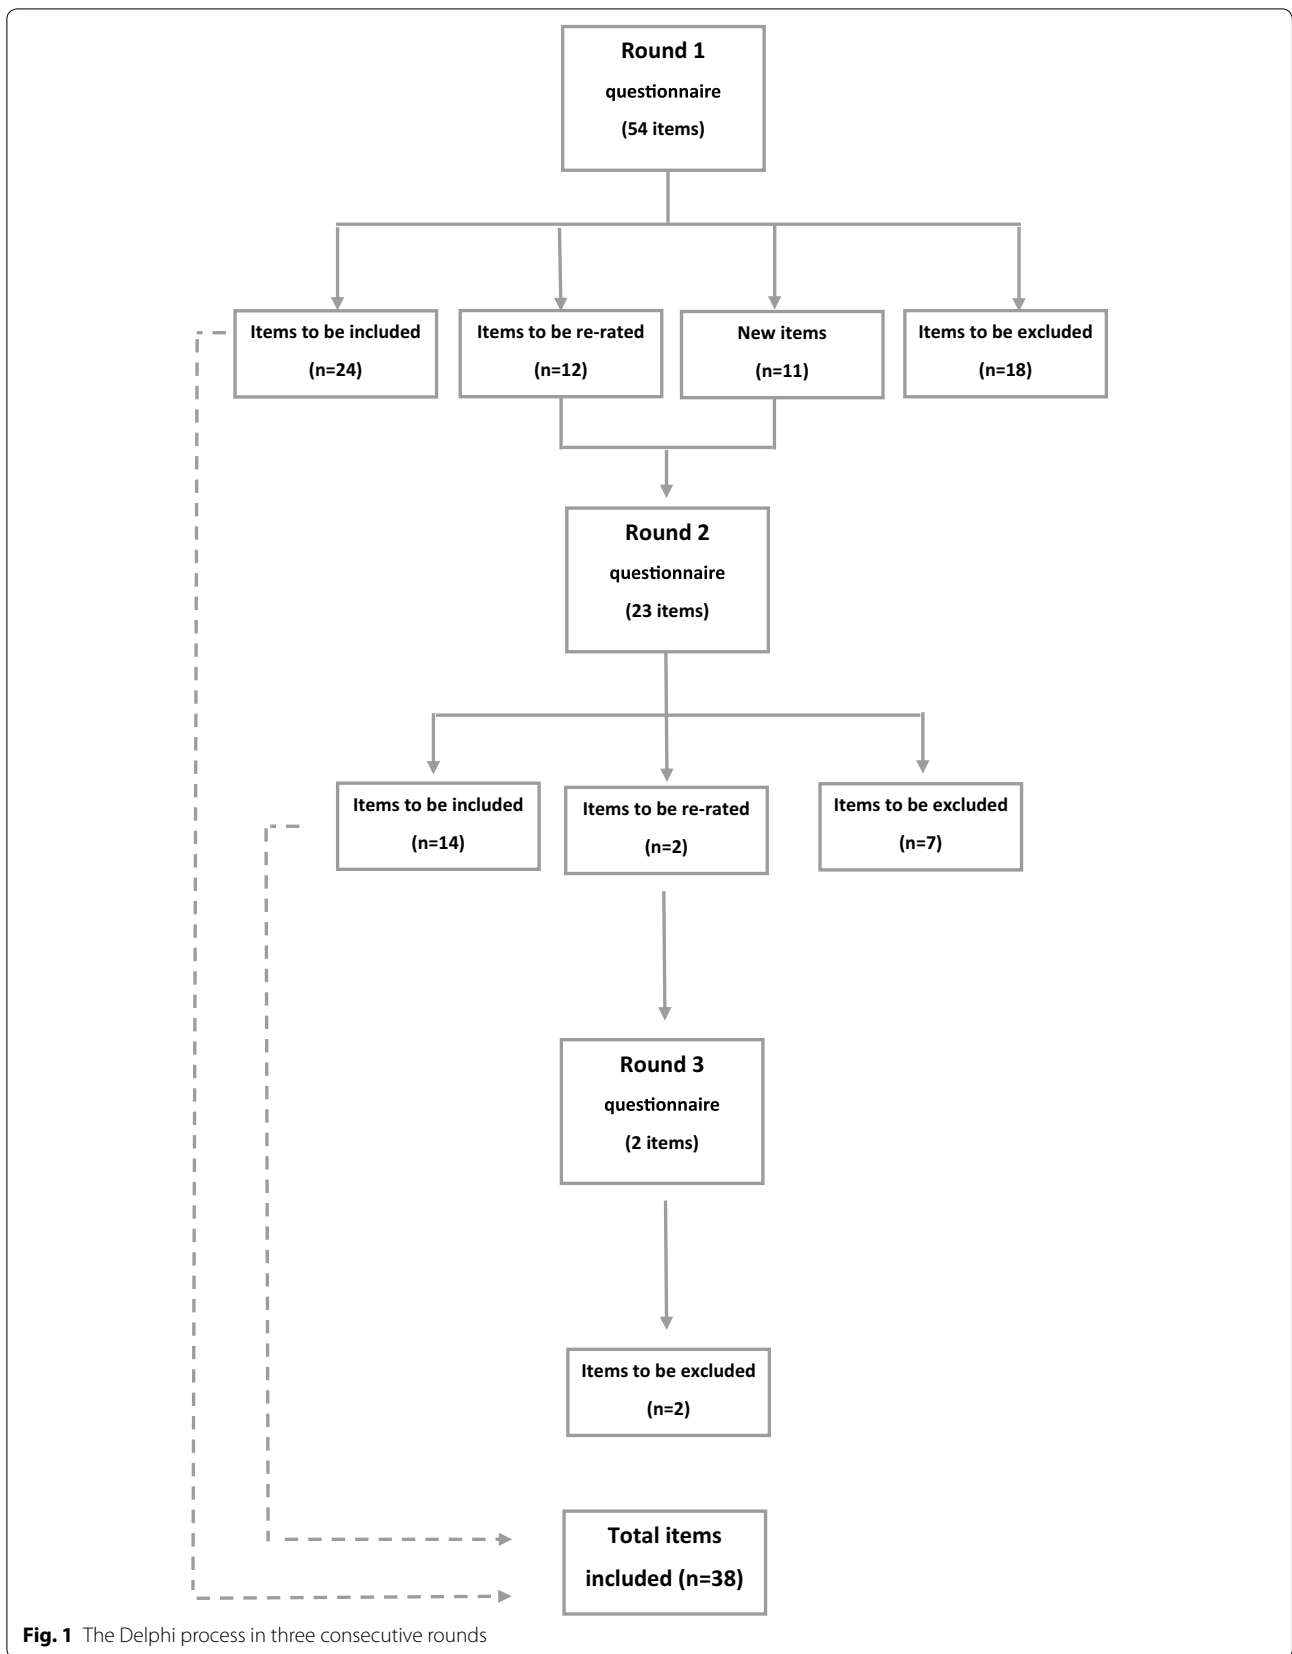 Round 1
questionnaire
(54 items)
Items to be included
(n=24)
Items to be re-rated
(n=12)
New items
(n=11)
Items to be excluded
(n=18)
Round 2
questionnaire
(23 items)
Items to be included
(n=14)
Items to be re-rated
(n=2)
Items to be excluded
(n=7)
Round 3
questionnaire
(2 items)
Items to be excluded
(n=2)
Total items
included (n=38)
Fig. 1 The Delphi process in three consecutive rounds